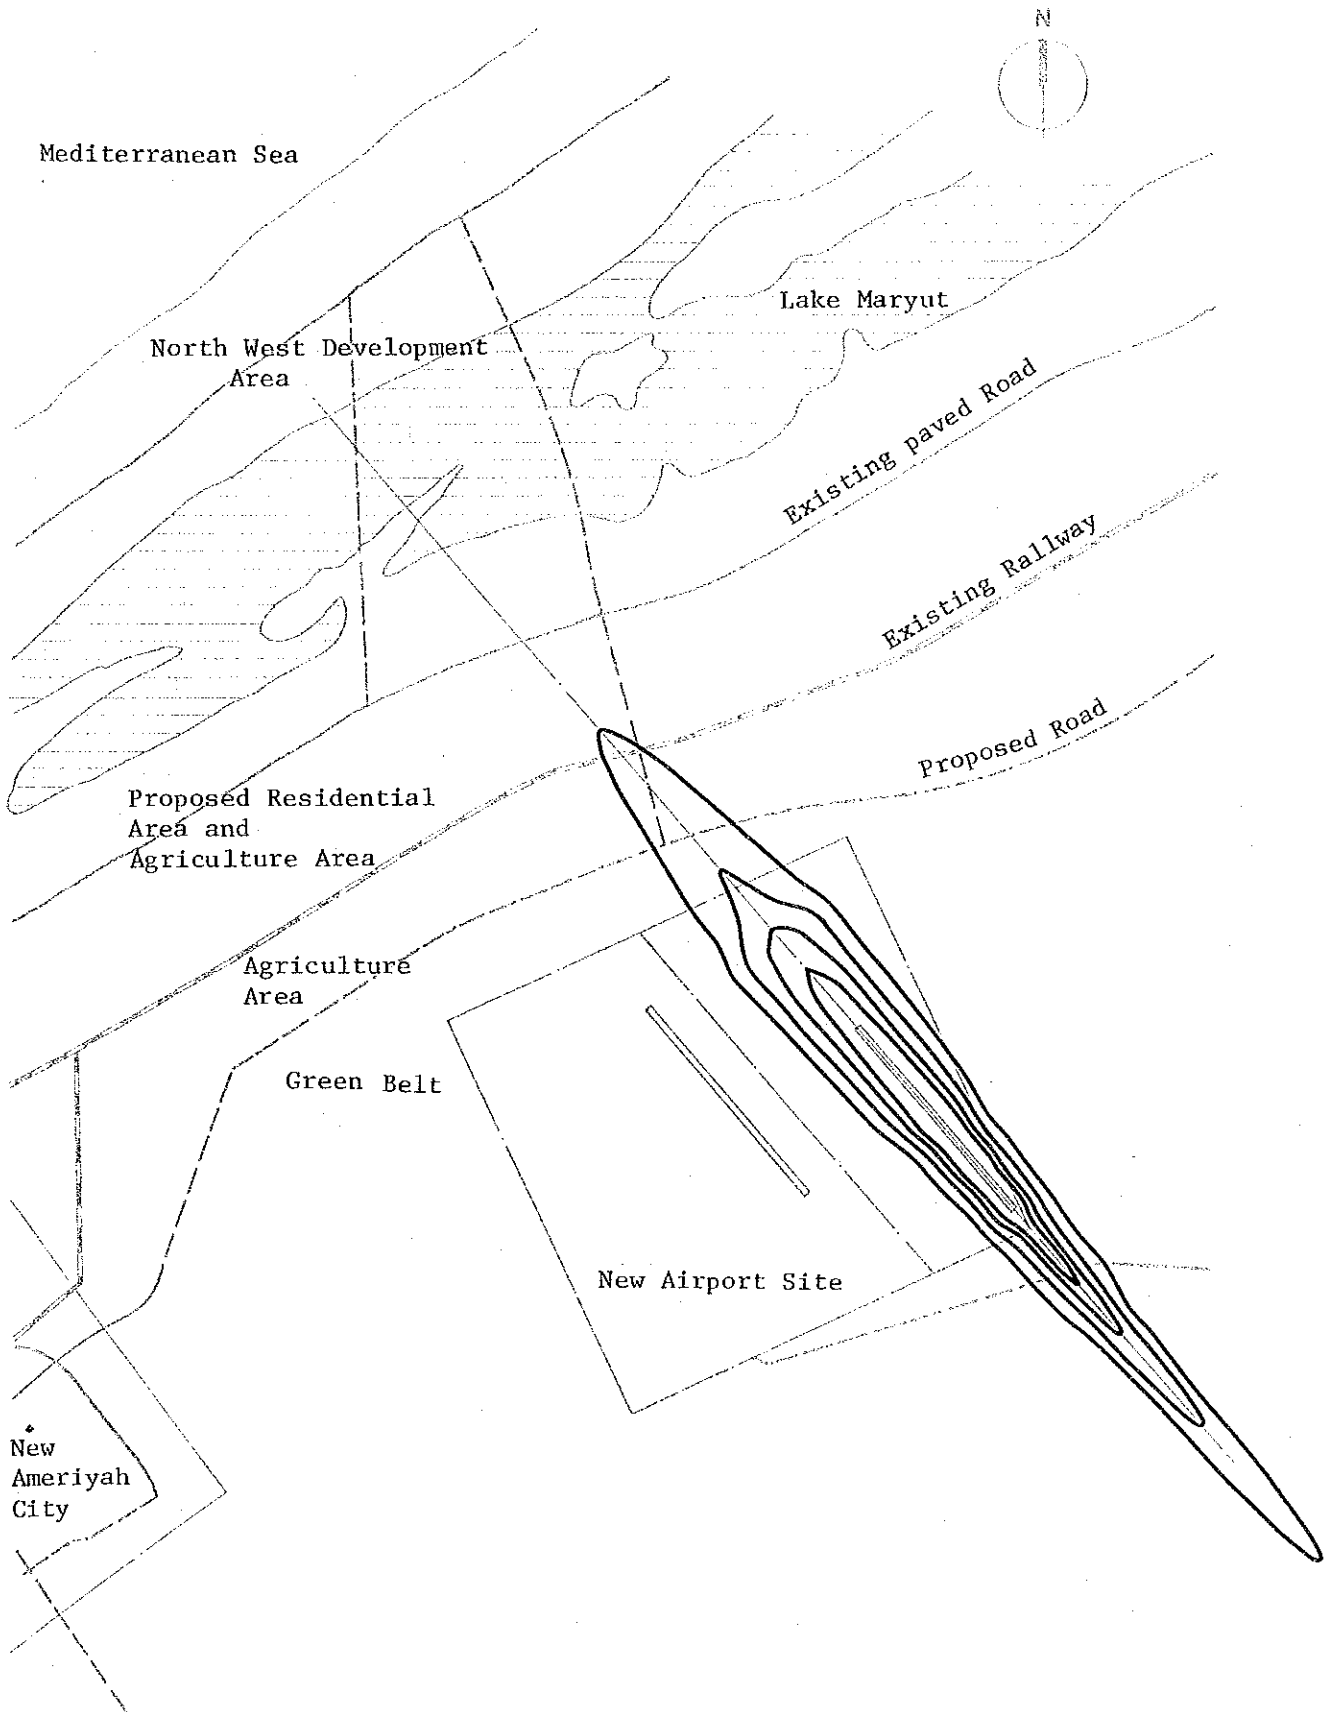 N
Mediterranean Sea
Lake Maryut
North West Development
Area
Existing paved Road
Existing Rallway
Proposed Road
Proposed Residential
Area and
Agriculture Area
Agriculture
Area
Green Belt
New Airport Site
New
Ameriyah
City